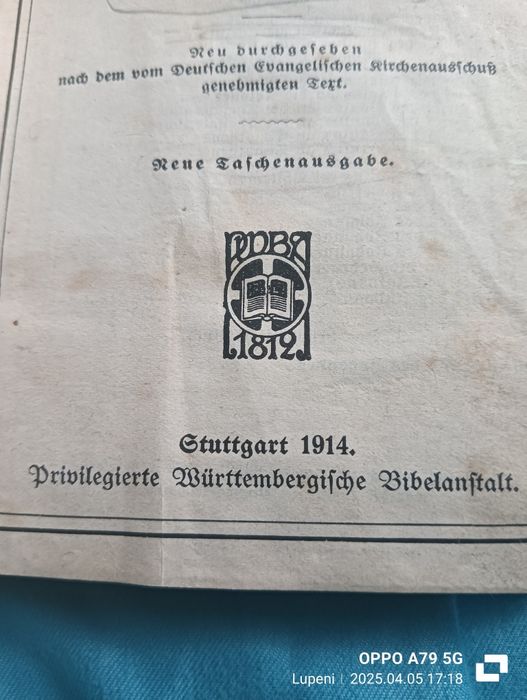 Neu durchgesehen
nach dem vom Deutschen Evangelischen Kirchenausschuß
genehmigten Text.
Neue Taschenausgabe.
PWBA
1812
Stuttgart 1914.
Privilegierte Württembergische Bibelanstalt.
OPPO A79 5G
Lupeni | 2025.04.05 17:18